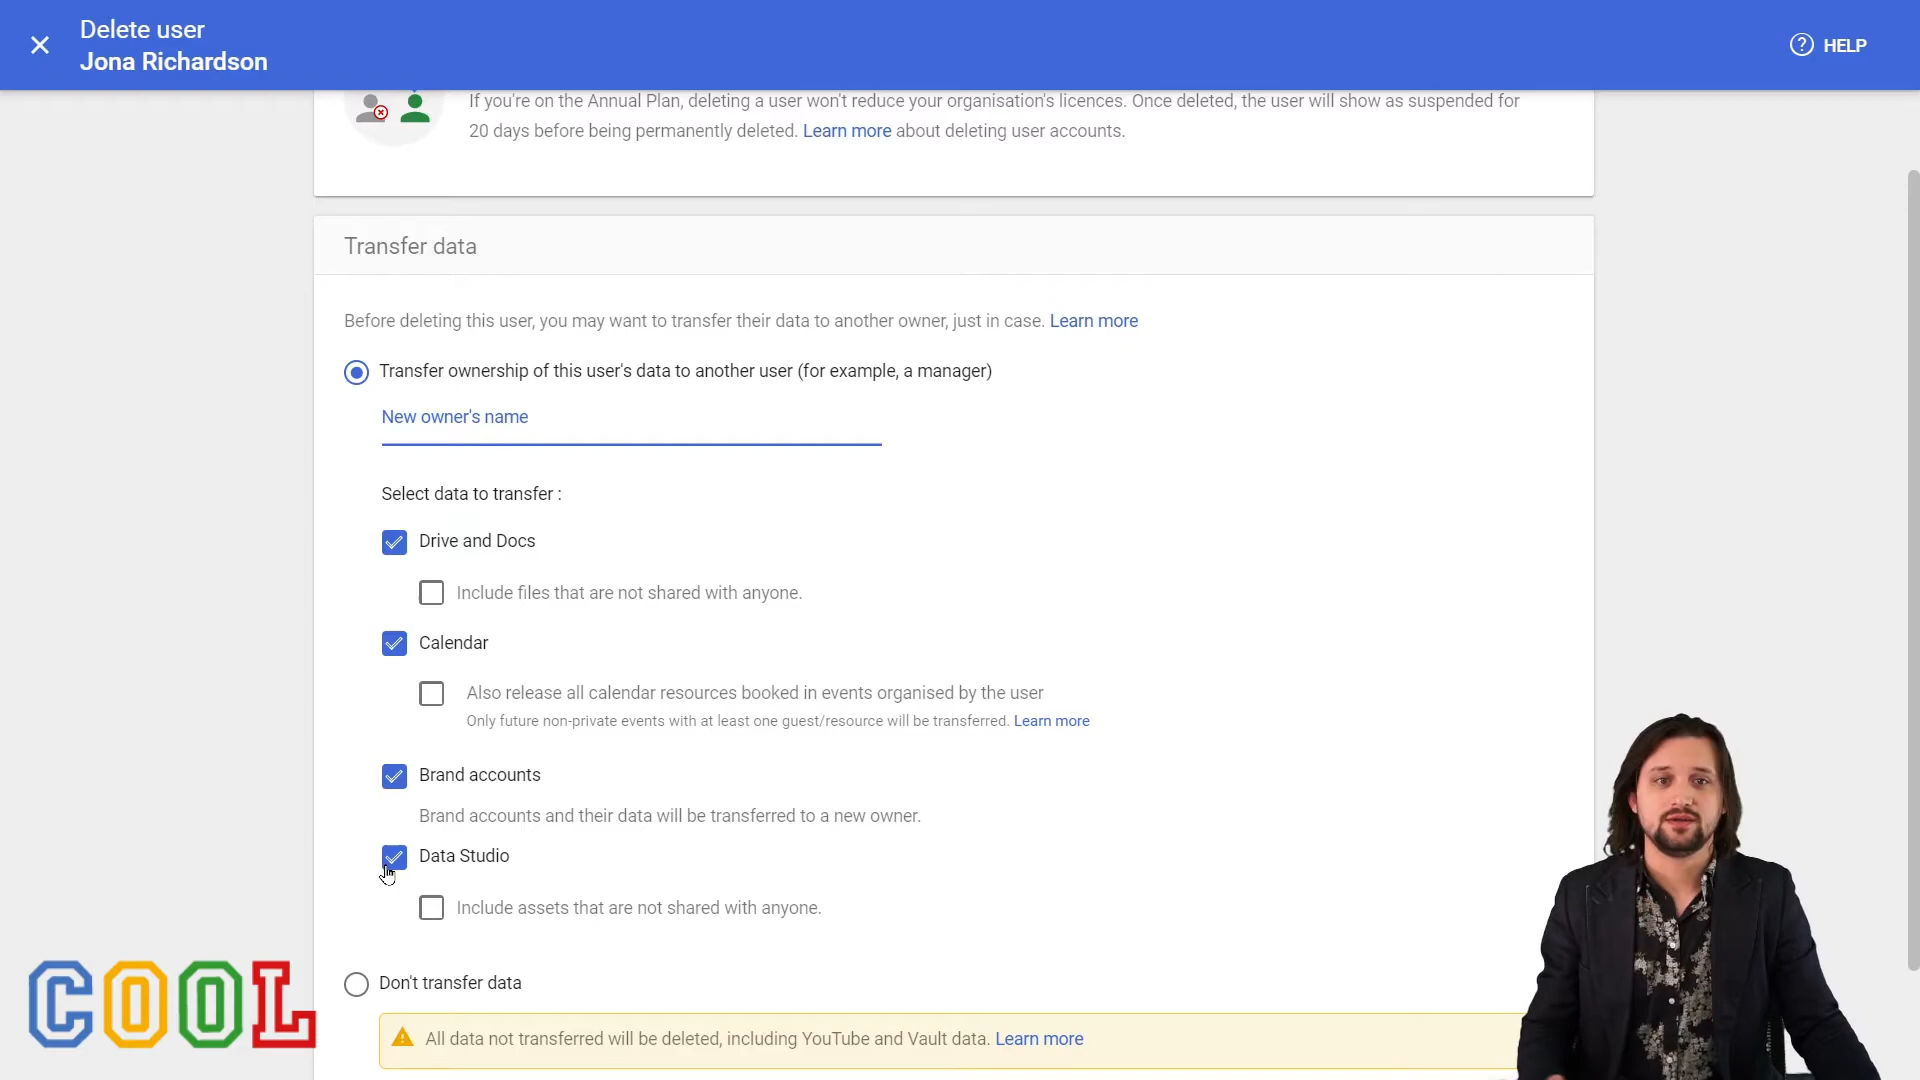 Delete user
Jona Richardson
HELP
If you're on the Annual Plan, deleting a user won't reduce your organisation's licences. Once deleted, the user will show as suspended for
20 days before being permanently deleted. Learn more about deleting user accounts.
Transfer data
Before deleting this user, you may want to transfer their data to another owner, just in case. Learn more
Transfer ownership of this user's data to another user (for example, a manager)
New owner's name
Select data to transfer :
Drive and Docs
Include files that are not shared with anyone.
Calendar
Also release all calendar resources booked in events organised by the user
Only future non-private events with at least one guest/resource will be transferred. Learn more
Brand accounts
Brand accounts and their data will be transferred to a new owner.
Data Studio
Include assets that are not shared with anyone.
Don't transfer data
All data not transferred will be deleted, including YouTube and Vault data. Learn more
COOL